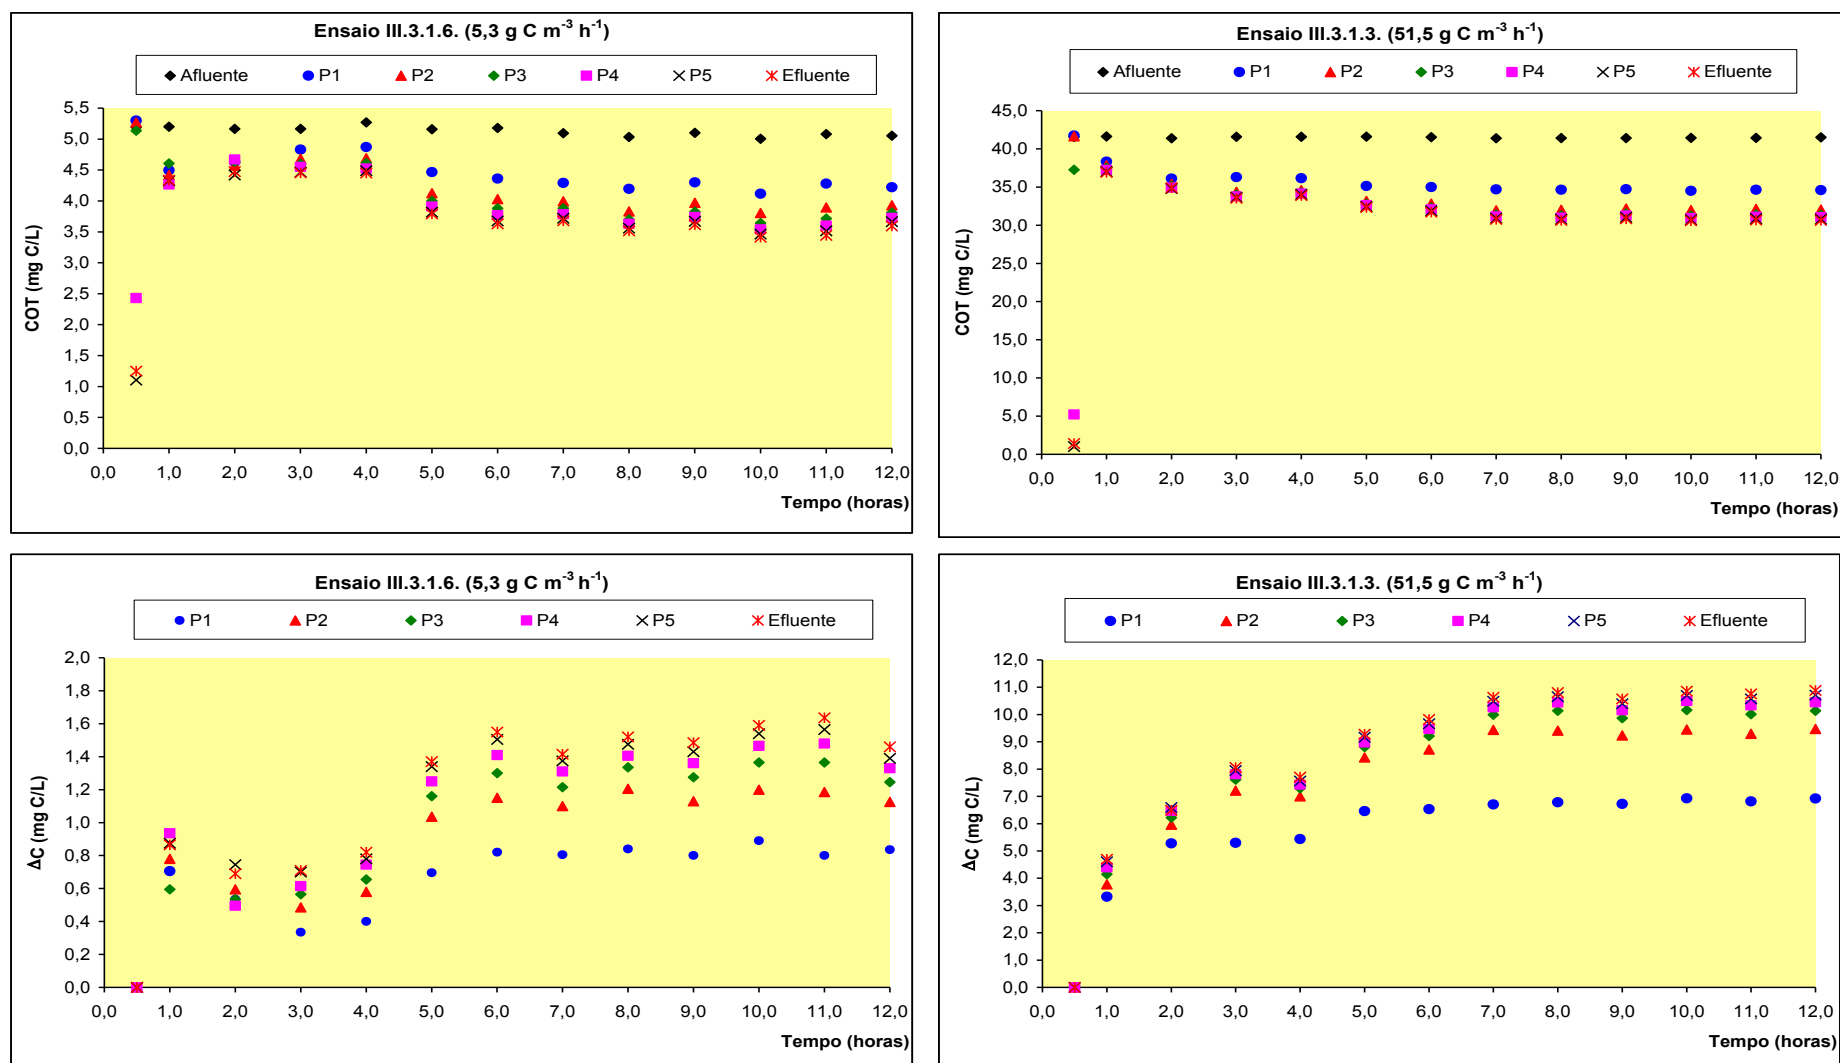 Ensaio III.3.1.6. (5,3 g C m⁻³ h⁻¹)
Afluente P1 P2 P3 P4 P5 Efluente
5,5
5,0
4,5
4,0
3,5
3,0
2,5
2,0
1,5
1,0
0,5
0,0
COT (mg C/L)
0,0 1,0 2,0 3,0 4,0 5,0 6,0 7,0 8,0 9,0 10,0 11,0 12,0
Tempo (horas)
Ensaio III.3.1.3. (51,5 g C m⁻³ h⁻¹)
Afluente P1 P2 P3 P4 P5 Efluente
45,0
40,0
35,0
30,0
25,0
20,0
15,0
10,0
5,0
0,0
COT (mg C/L)
0,0 1,0 2,0 3,0 4,0 5,0 6,0 7,0 8,0 9,0 10,0 11,0 12,0
Tempo (horas)
Ensaio III.3.1.6. (5,3 g C m⁻³ h⁻¹)
P1 P2 P3 P4 P5 Efluente
2,0
1,8
1,6
1,4
1,2
1,0
0,8
0,6
0,4
0,2
0,0
ΔC (mg C/L)
0,0 1,0 2,0 3,0 4,0 5,0 6,0 7,0 8,0 9,0 10,0 11,0 12,0
Tempo (horas)
Ensaio III.3.1.3. (51,5 g C m⁻³ h⁻¹)
P1 P2 P3 P4 P5 Efluente
12,0
11,0
10,0
9,0
8,0
7,0
6,0
5,0
4,0
3,0
2,0
1,0
0,0
ΔC (mg C/L)
0,0 1,0 2,0 3,0 4,0 5,0 6,0 7,0 8,0 9,0 10,0 11,0 12,0
Tempo (horas)